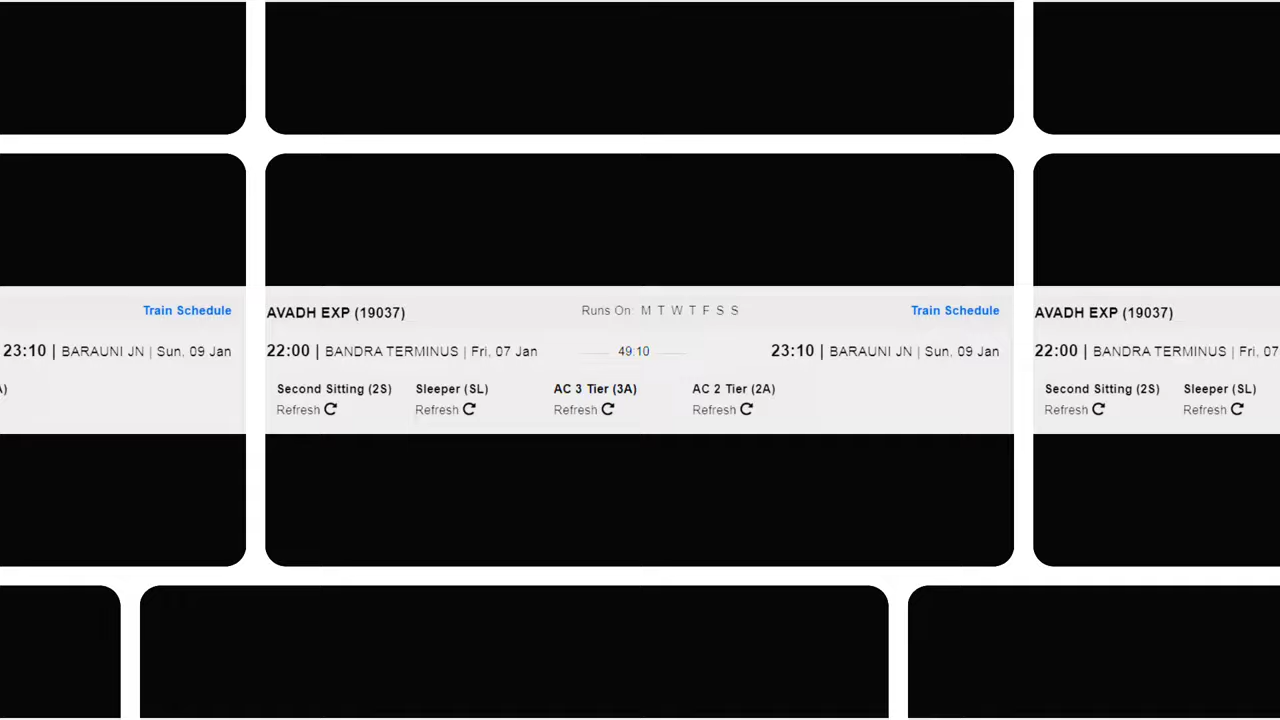 Train Schedule
23:10 | BARAUNI JN | Sun, 09 Jan
A)
AVADH EXP (19037) Runs On: M T W T F S S Train Schedule
22:00 | BANDRA TERMINUS | Fri, 07 Jan 49:10 23:10 | BARAUNI JN | Sun, 09 Jan
Second Sitting (2S) Sleeper (SL) AC 3 Tier (3A) AC 2 Tier (2A)
Refresh Refresh Refresh Refresh
AVADH EXP (19037)
22:00 | BANDRA TERMINUS | Fri, 07
Second Sitting (2S) Sleeper (SL)
Refresh Refresh